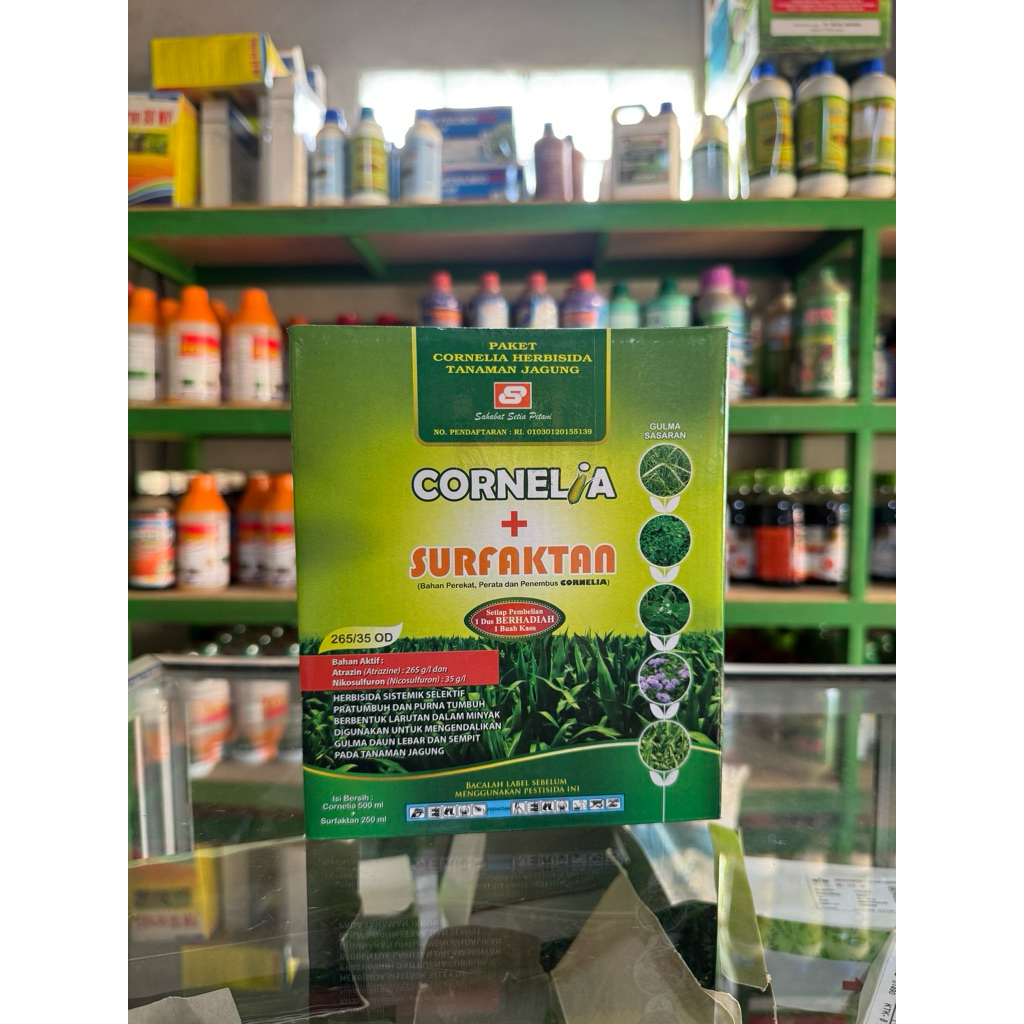 PAKET
CORNELIA HERBISIDA
TANAMAN JAGUNG
Sahabat Setia Petani
NO. PENDAFTARAN : RI. 01030120155139
GULMA
SASARAN
CORNELiA
+
SURFAKTAN
(Bahan Perekat, Perata dan Penembus CORNELIA)
Setiap Pembelian
1 Dus BERHADIAH
1 Buah Kaos
265/35 OD
Bahan Aktif :
Atrazin (Atrazine) : 265 g/l dan
Nikosulfuron (Nicosulfuron) : 35 g/l
HERBISIDA SISTEMIK SELEKTIF
PRATUMBUH DAN PURNA TUMBUH
BERBENTUK LARUTAN DALAM MINYAK
DIGUNAKAN UNTUK MENGENDALIKAN
GULMA DAUN LEBAR DAN SEMPIT
PADA TANAMAN JAGUNG
BACALAH LABEL SEBELUM
MENGGUNAKAN PESTISIDA INI
Isi Bersih :
Cornelia 500 ml
+
Surfaktan 250 ml